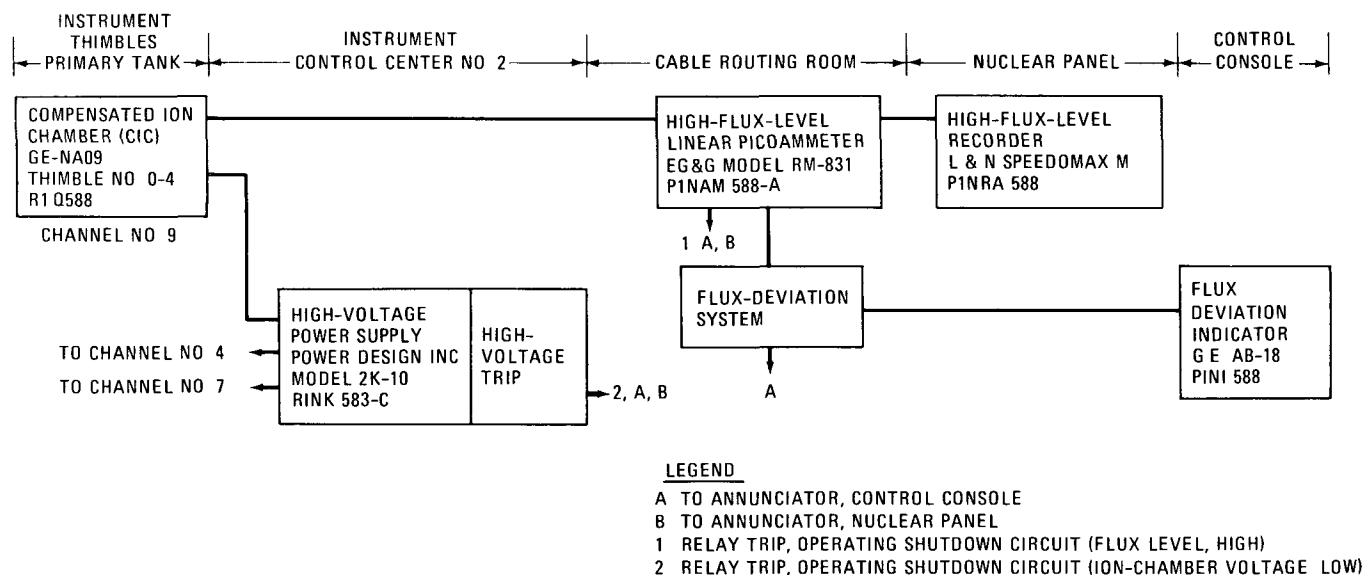 INSTRUMENT
THIMBLES
PRIMARY TANK
INSTRUMENT
CONTROL CENTER NO 2
CABLE ROUTING ROOM
NUCLEAR PANEL
CONTROL
CONSOLE
COMPENSATED ION
CHAMBER (CIC)
GE-NA09
THIMBLE NO 0-4
R1Q588
CHANNEL NO 9
HIGH-FLUX-LEVEL
LINEAR PICOAMMETER
EG&G MODEL RM-831
P1NAM 588-A
1 A, B
HIGH-FLUX-LEVEL
RECORDER
L & N SPEEDOMAX M
P1NRA 588
HIGH-VOLTAGE
POWER SUPPLY
POWER DESIGN INC
MODEL 2K-10
RINK 583-C
HIGH-
VOLTAGE
TRIP
TO CHANNEL NO 4
TO CHANNEL NO 7
2, A, B
FLUX-DEVIATION
SYSTEM
A
FLUX
DEVIATION
INDICATOR
G E AB-18
PINI 588
LEGEND
A TO ANNUNCIATOR, CONTROL CONSOLE
B TO ANNUNCIATOR, NUCLEAR PANEL
1 RELAY TRIP, OPERATING SHUTDOWN CIRCUIT (FLUX LEVEL, HIGH)
2 RELAY TRIP, OPERATING SHUTDOWN CIRCUIT (ION-CHAMBER VOLTAGE LOW)